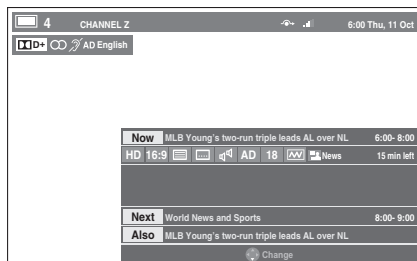 4 CHANNEL Z 6:00 Thu, 11 Oct
D+ AD English
Now MLB Young's two-run triple leads AL over NL 6:00- 8:00
HD 16:9 AD 18 News 15 min left
Next World News and Sports 8:00- 9:00
Also MLB Young's two-run triple leads AL over NL
Change